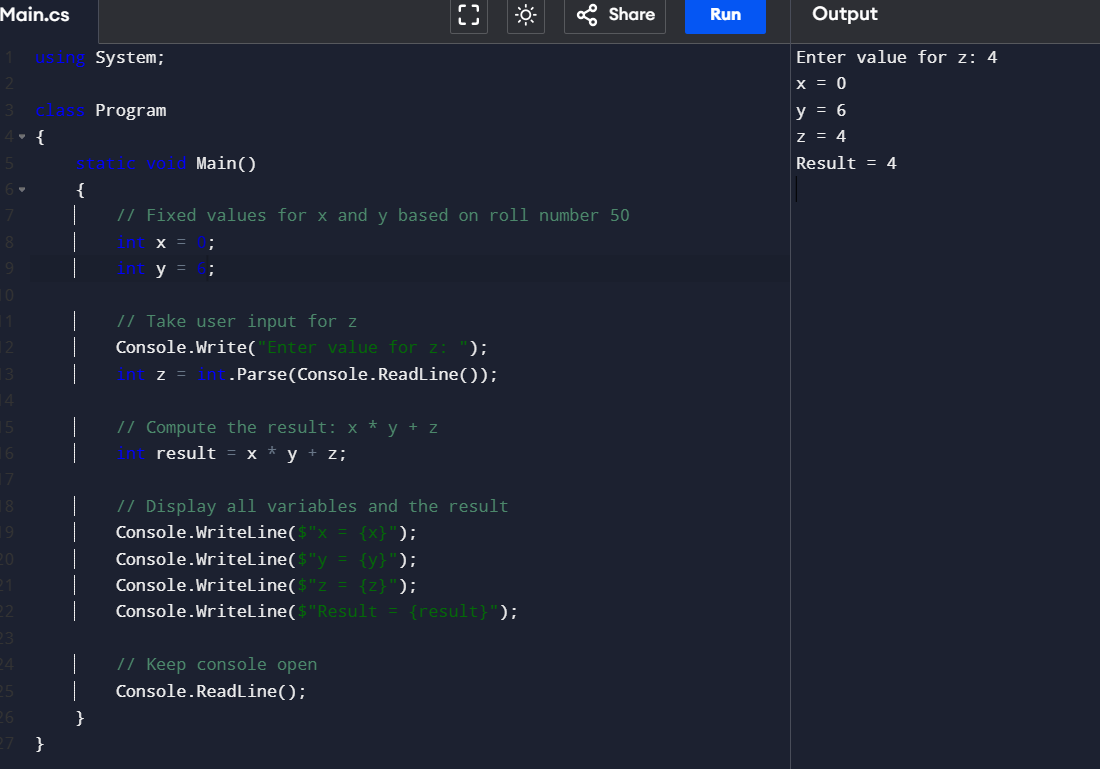 Main.cs
Share
Run
Output
1 using System;
2
3 class Program
4 {
5 static void Main()
6 {
7 // Fixed values for x and y based on roll number 50
8 int x = 0;
9 int y = 6;
10
11 // Take user input for z
12 Console.Write("Enter value for z: ");
13 int z = int.Parse(Console.ReadLine());
14
15 // Compute the result: x * y + z
16 int result = x * y + z;
17
18 // Display all variables and the result
19 Console.WriteLine($"x = {x}");
20 Console.WriteLine($"y = {y}");
21 Console.WriteLine($"z = {z}");
22 Console.WriteLine($"Result = {result}");
23
24 // Keep console open
25 Console.ReadLine();
26 }
27 }
Enter value for z: 4
x = 0
y = 6
z = 4
Result = 4